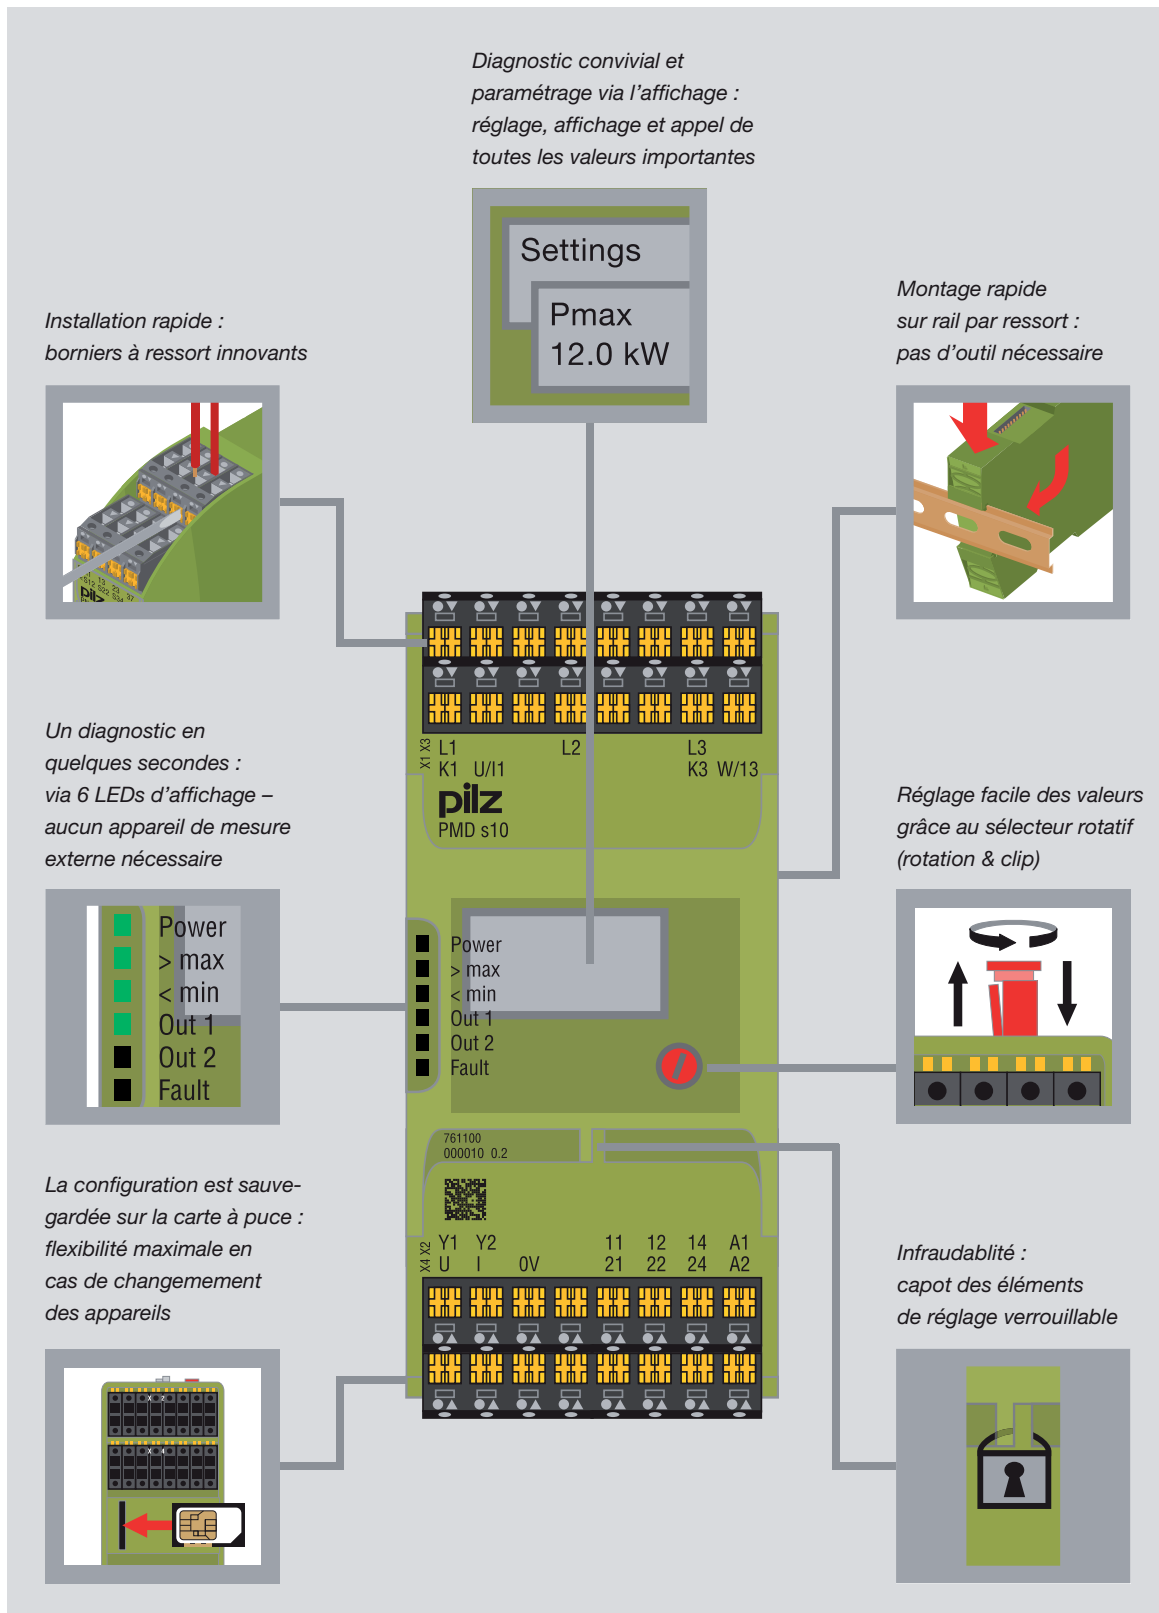 Diagnostic convivial et
paramétrage via l’affichage :
réglage, affichage et appel de
toutes les valeurs importantes
Settings
Pmax
12.0 kW
Installation rapide :
borniers à ressort innovants
Montage rapide
sur rail par ressort :
pas d’outil nécessaire
Un diagnostic en
quelques secondes :
via 6 LEDs d’affichage –
aucun appareil de mesure
externe nécessaire
Power
> max
< min
Out 1
Out 2
Fault
X1 X3
L1 L2 L3
K1 U/I1 K3 W/13
pilz
PMD s10
Power
> max
< min
Out 1
Out 2
Fault
761100
000010 0.2
X4 X2
Y1 Y2 11 12 14 A1
U I 0V 21 22 24 A2
Réglage facile des valeurs
grâce au sélecteur rotatif
(rotation & clip)
La configuration est sauve-
gardée sur la carte à puce :
flexibilité maximale en
cas de changemement
des appareils
Infraudablité :
capot des éléments
de réglage verrouillable